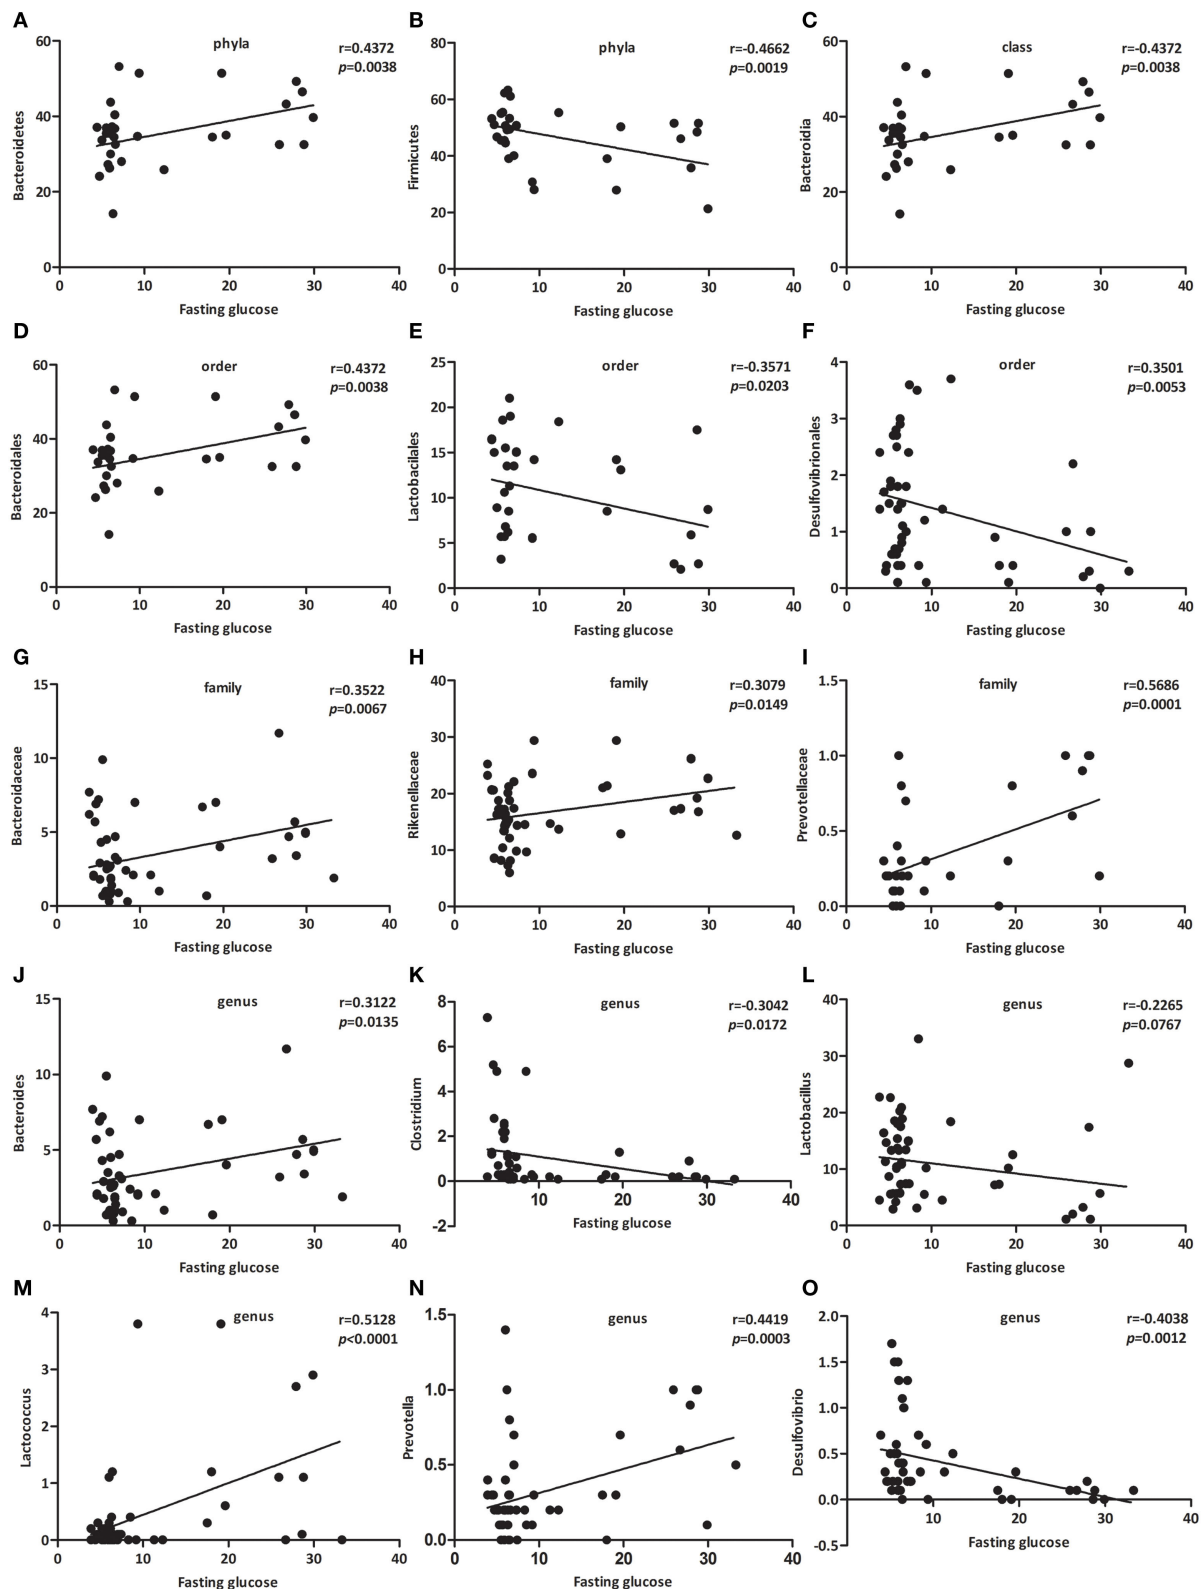 A
phyla
r=0.4372
p=0.0038
60
40
20
0
Bacteroidetes
0 10 20 30 40
Fasting glucose
B
phyla
r=-0.4662
p=0.0019
80
60
40
20
0
Firmicutes
0 10 20 30 40
Fasting glucose
C
class
r=-0.4372
p=0.0038
60
40
20
0
Bacteroidia
0 10 20 30 40
Fasting glucose
D
order
r=0.4372
p=0.0038
60
40
20
0
Bacteroidales
0 10 20 30 40
Fasting glucose
E
order
r=-0.3571
p=0.0203
25
20
15
10
5
0
Lactobacilales
0 10 20 30 40
Fasting glucose
F
order
r=0.3501
p=0.0053
4
3
2
1
0
Desulfovibrionales
0 10 20 30 40
Fasting glucose
G
family
r=0.3522
p=0.0067
15
10
5
0
Bacteroidaceae
0 10 20 30 40
Fasting glucose
H
family
r=0.3079
p=0.0149
40
30
20
10
0
Rikenellaceae
0 10 20 30 40
Fasting glucose
I
family
r=0.5686
p=0.0001
1.5
1.0
0.5
0.0
Prevotellaceae
0 10 20 30 40
Fasting glucose
J
genus
r=0.3122
p=0.0135
15
10
5
0
Bacteroides
0 10 20 30 40
Fasting glucose
K
genus
r=-0.3042
p=0.0172
8
6
4
2
0
-2
Clostridium
10 20 30 40
Fasting glucose
L
genus
r=-0.2265
p=0.0767
40
30
20
10
0
Lactobacillus
0 10 20 30 40
Fasting glucose
M
genus
r=0.5128
p<0.0001
4
3
2
1
0
Lactococcus
0 10 20 30 40
Fasting glucose
N
genus
r=0.4419
p=0.0003
1.5
1.0
0.5
0.0
Prevotella
0 10 20 30 40
Fasting glucose
O
genus
r=-0.4038
p=0.0012
2.0
1.5
1.0
0.5
0.0
-0.5
Desulfovibrio
10 20 30 40
Fasting glucose